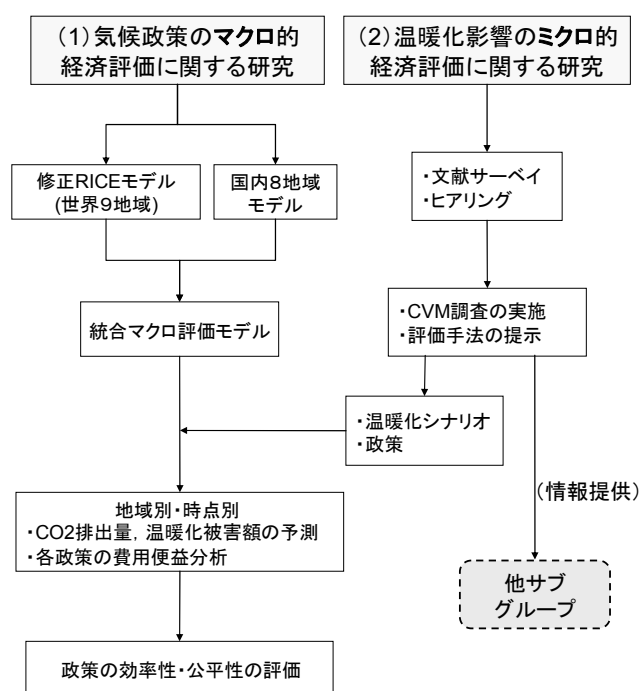 (1)気候政策のマクロ的
経済評価に関する研究
(2)温暖化影響のミクロ的
経済評価に関する研究
修正RICEモデル
(世界9地域)
国内8地域
モデル
・文献サーベイ
・ヒアリング
統合マクロ評価モデル
・CVM調査の実施
・評価手法の提示
・温暖化シナリオ
・政策
地域別・時点別
・CO2排出量，温暖化被害額の予測
・各政策の費用便益分析
(情報提供)
他サブ
グループ
政策の効率性・公平性の評価